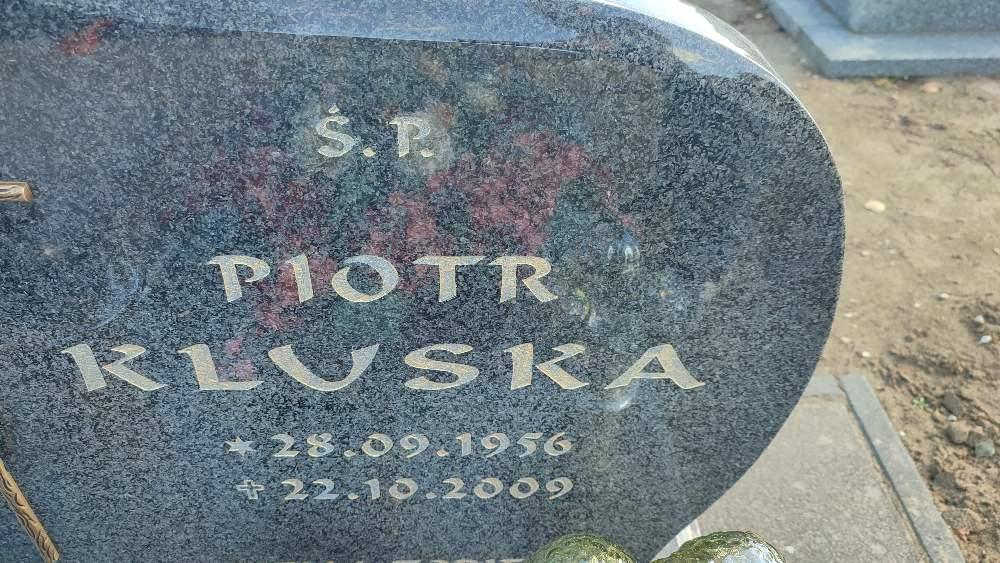 Ś. P.
PIOTR
KLUSKA
* 28.09.1956
✝ 22.10.2009